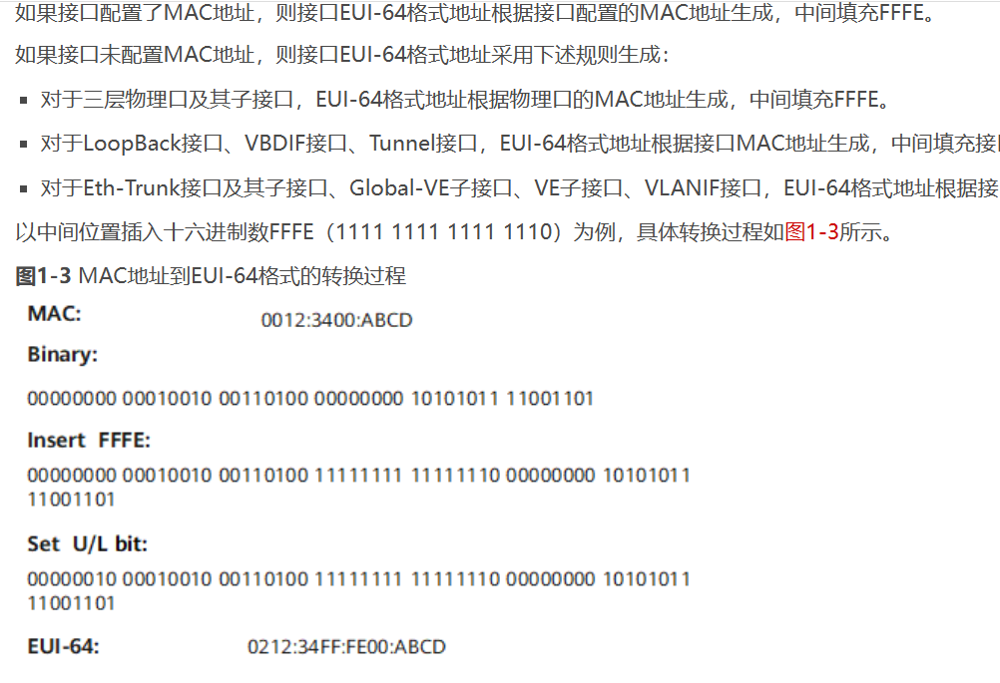 如果接口配置了MAC地址，则接口EUI-64格式地址根据接口配置的MAC地址生成，中间填充FFFE。
如果接口未配置MAC地址，则接口EUI-64格式地址采用下述规则生成：
▪ 对于三层物理口及其子接口，EUI-64格式地址根据物理口的MAC地址生成，中间填充FFFE。
▪ 对于LoopBack接口、VBDIF接口、Tunnel接口，EUI-64格式地址根据接口MAC地址生成，中间填充接
▪ 对于Eth-Trunk接口及其子接口、Global-VE子接口、VE子接口、VLANIF接口，EUI-64格式地址根据接
以中间位置插入十六进制数FFFE（1111 1111 1111 1110）为例，具体转换过程如图1-3所示。
图1-3 MAC地址到EUI-64格式的转换过程
MAC: 0012:3400:ABCD
Binary:
00000000 00010010 00110100 00000000 10101011 11001101
Insert FFFE:
00000000 00010010 00110100 11111111 11111110 00000000 10101011
11001101
Set U/L bit:
00000010 00010010 00110100 11111111 11111110 00000000 10101011
11001101
EUI-64: 0212:34FF:FE00:ABCD